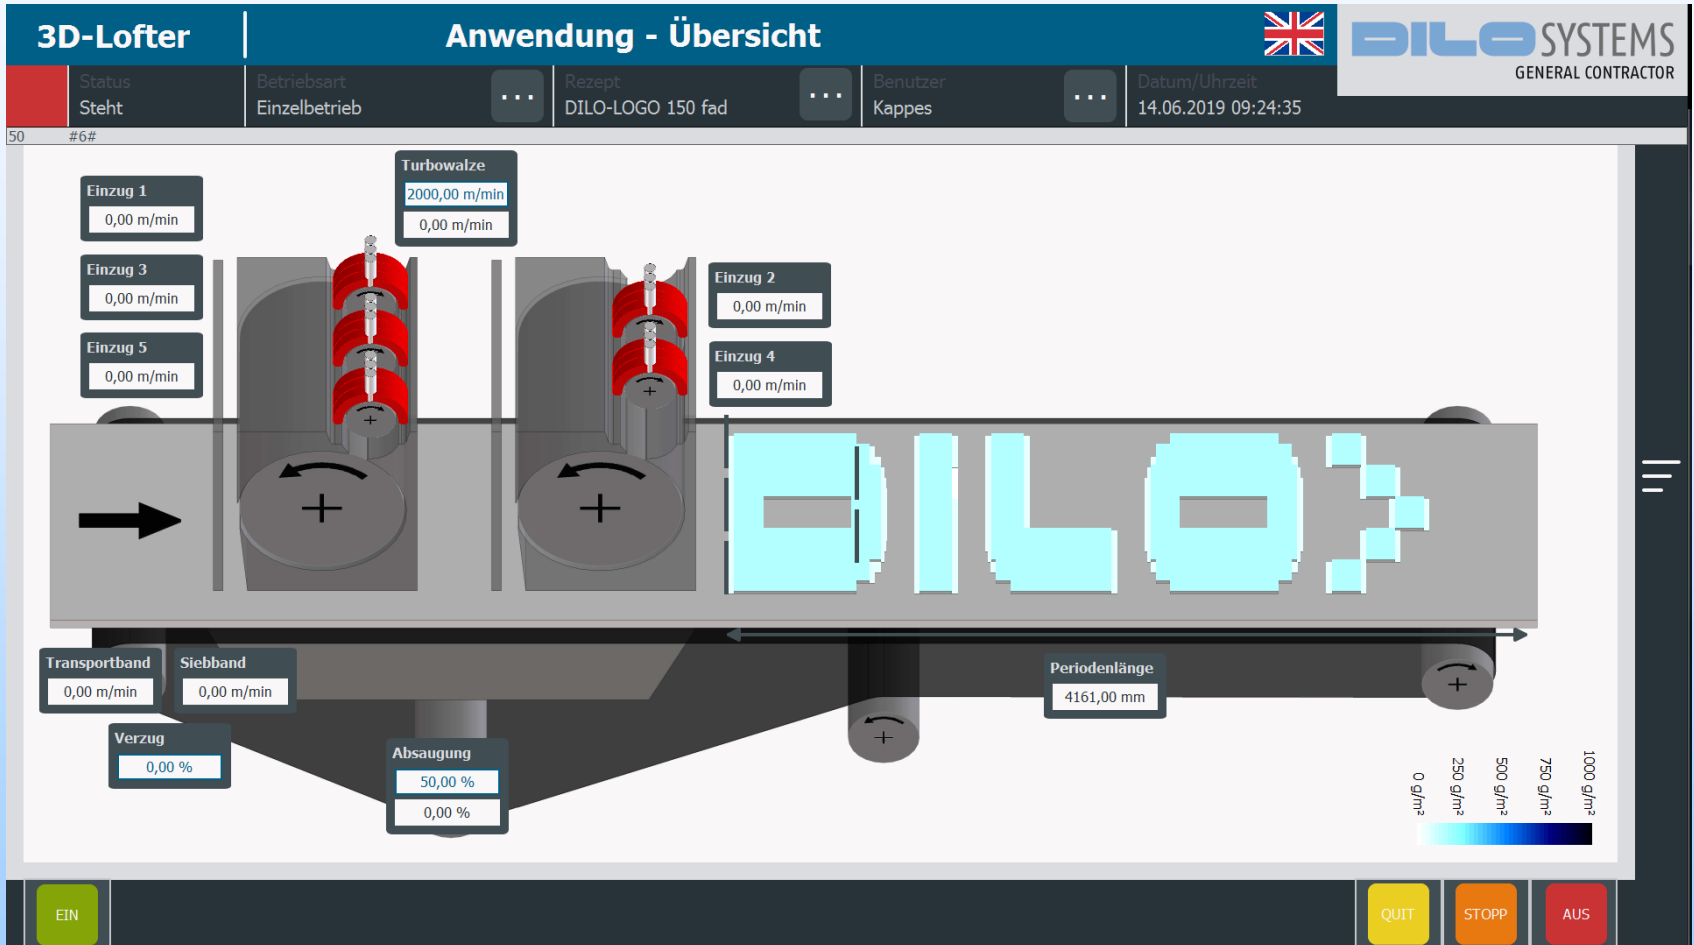 3D-Lofter
Anwendung - Übersicht
DILO SYSTEMS
GENERAL CONTRACTOR
Status
Steht
Betriebsart
Einzelbetrieb
...
Rezept
DILO-LOGO 150 fad
...
Benutzer
Kappes
...
Datum/Uhrzeit
14.06.2019 09:24:35
50 #6#
Turbowalze
2000,00 m/min
0,00 m/min
Einzug 1
0,00 m/min
Einzug 3
0,00 m/min
Einzug 5
0,00 m/min
Einzug 2
0,00 m/min
Einzug 4
0,00 m/min
DILO
Transportband
0,00 m/min
Siebband
0,00 m/min
Verzug
0,00 %
Absaugung
50,00 %
0,00 %
Periodenlänge
4161,00 mm
0 g/m²
250 g/m²
500 g/m²
750 g/m²
1000 g/m²
EIN
QUIT
STOPP
AUS